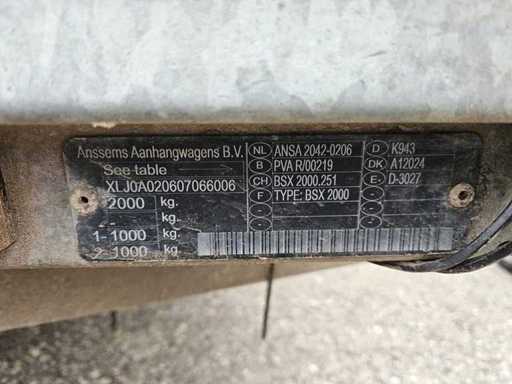 Anssems Aanhangwagens B.V.
See table
XLJ0A020607066006
2000 kg.
- kg.
1- 1000 kg.
2- 1000 kg.
NL ANSA 2042-0206
B PVA R/00219
CH BSX 2000.251
F TYPE: BSX 2000
-
-
D K943
DK A12024
E D-3027
-
-
-